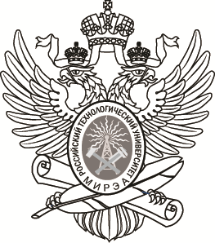 РОССИЙСКИЙ ТЕХНОЛОГИЧЕСКИЙ УНИВЕРСИТЕТ
МИРЭА